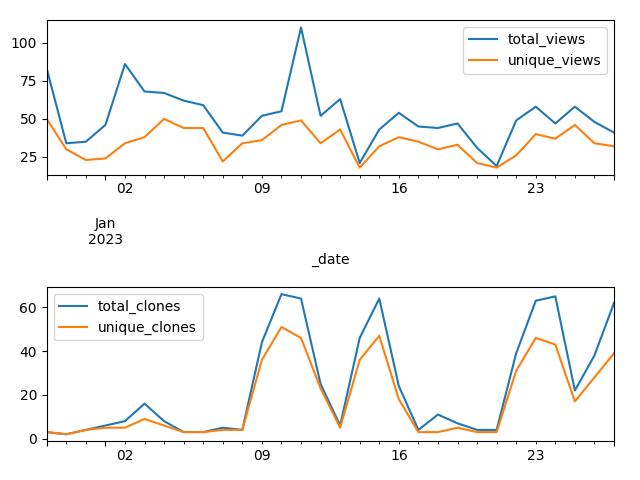 100
75
50
25
total_views
unique_views
02
09
16
23
Jan
2023
_date
60
40
20
0
total_clones
unique_clones
02
09
16
23